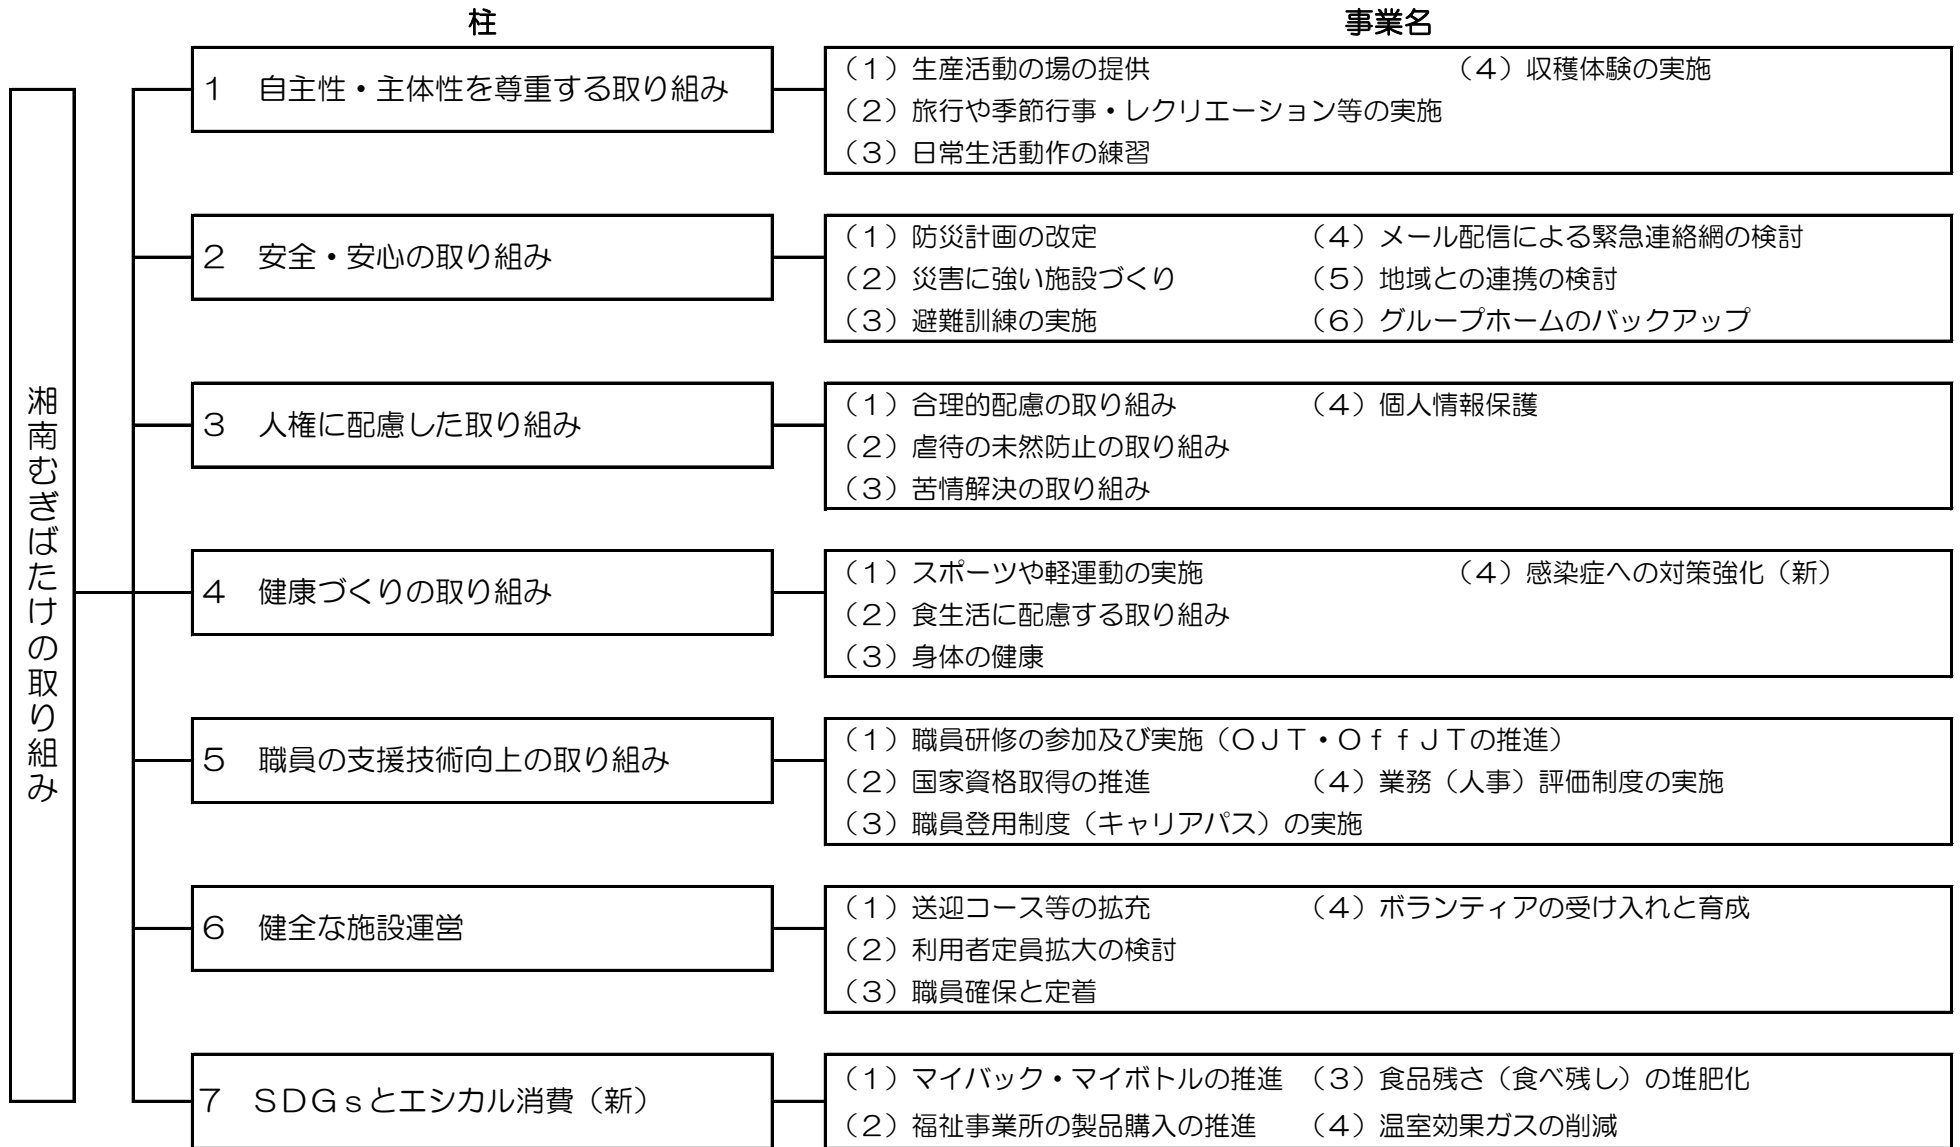 柱
事業名
湘南むぎばたけの取り組み
1 自主性・主体性を尊重する取り組み
（1）生産活動の場の提供 （4）収穫体験の実施
（2）旅行や季節行事・レクリエーション等の実施
（3）日常生活動作の練習
2 安全・安心の取り組み
（1）防災計画の改定 （4）メール配信による緊急連絡網の検討
（2）災害に強い施設づくり （5）地域との連携の検討
（3）避難訓練の実施 （6）グループホームのバックアップ
3 人権に配慮した取り組み
（1）合理的配慮の取り組み （4）個人情報保護
（2）虐待の未然防止の取り組み
（3）苦情解決の取り組み
4 健康づくりの取り組み
（1）スポーツや軽運動の実施 （4）感染症への対策強化（新）
（2）食生活に配慮する取り組み
（3）身体の健康
5 職員の支援技術向上の取り組み
（1）職員研修の参加及び実施（ＯＪＴ・ＯｆｆＪＴの推進）
（2）国家資格取得の推進 （4）業務（人事）評価制度の実施
（3）職員登用制度（キャリアパス）の実施
6 健全な施設運営
（1）送迎コース等の拡充 （4）ボランティアの受け入れと育成
（2）利用者定員拡大の検討
（3）職員確保と定着
7 ＳＤＧｓとエシカル消費（新）
（1）マイバック・マイボトルの推進 （3）食品残さ（食べ残し）の堆肥化
（2）福祉事業所の製品購入の推進 （4）温室効果ガスの削減